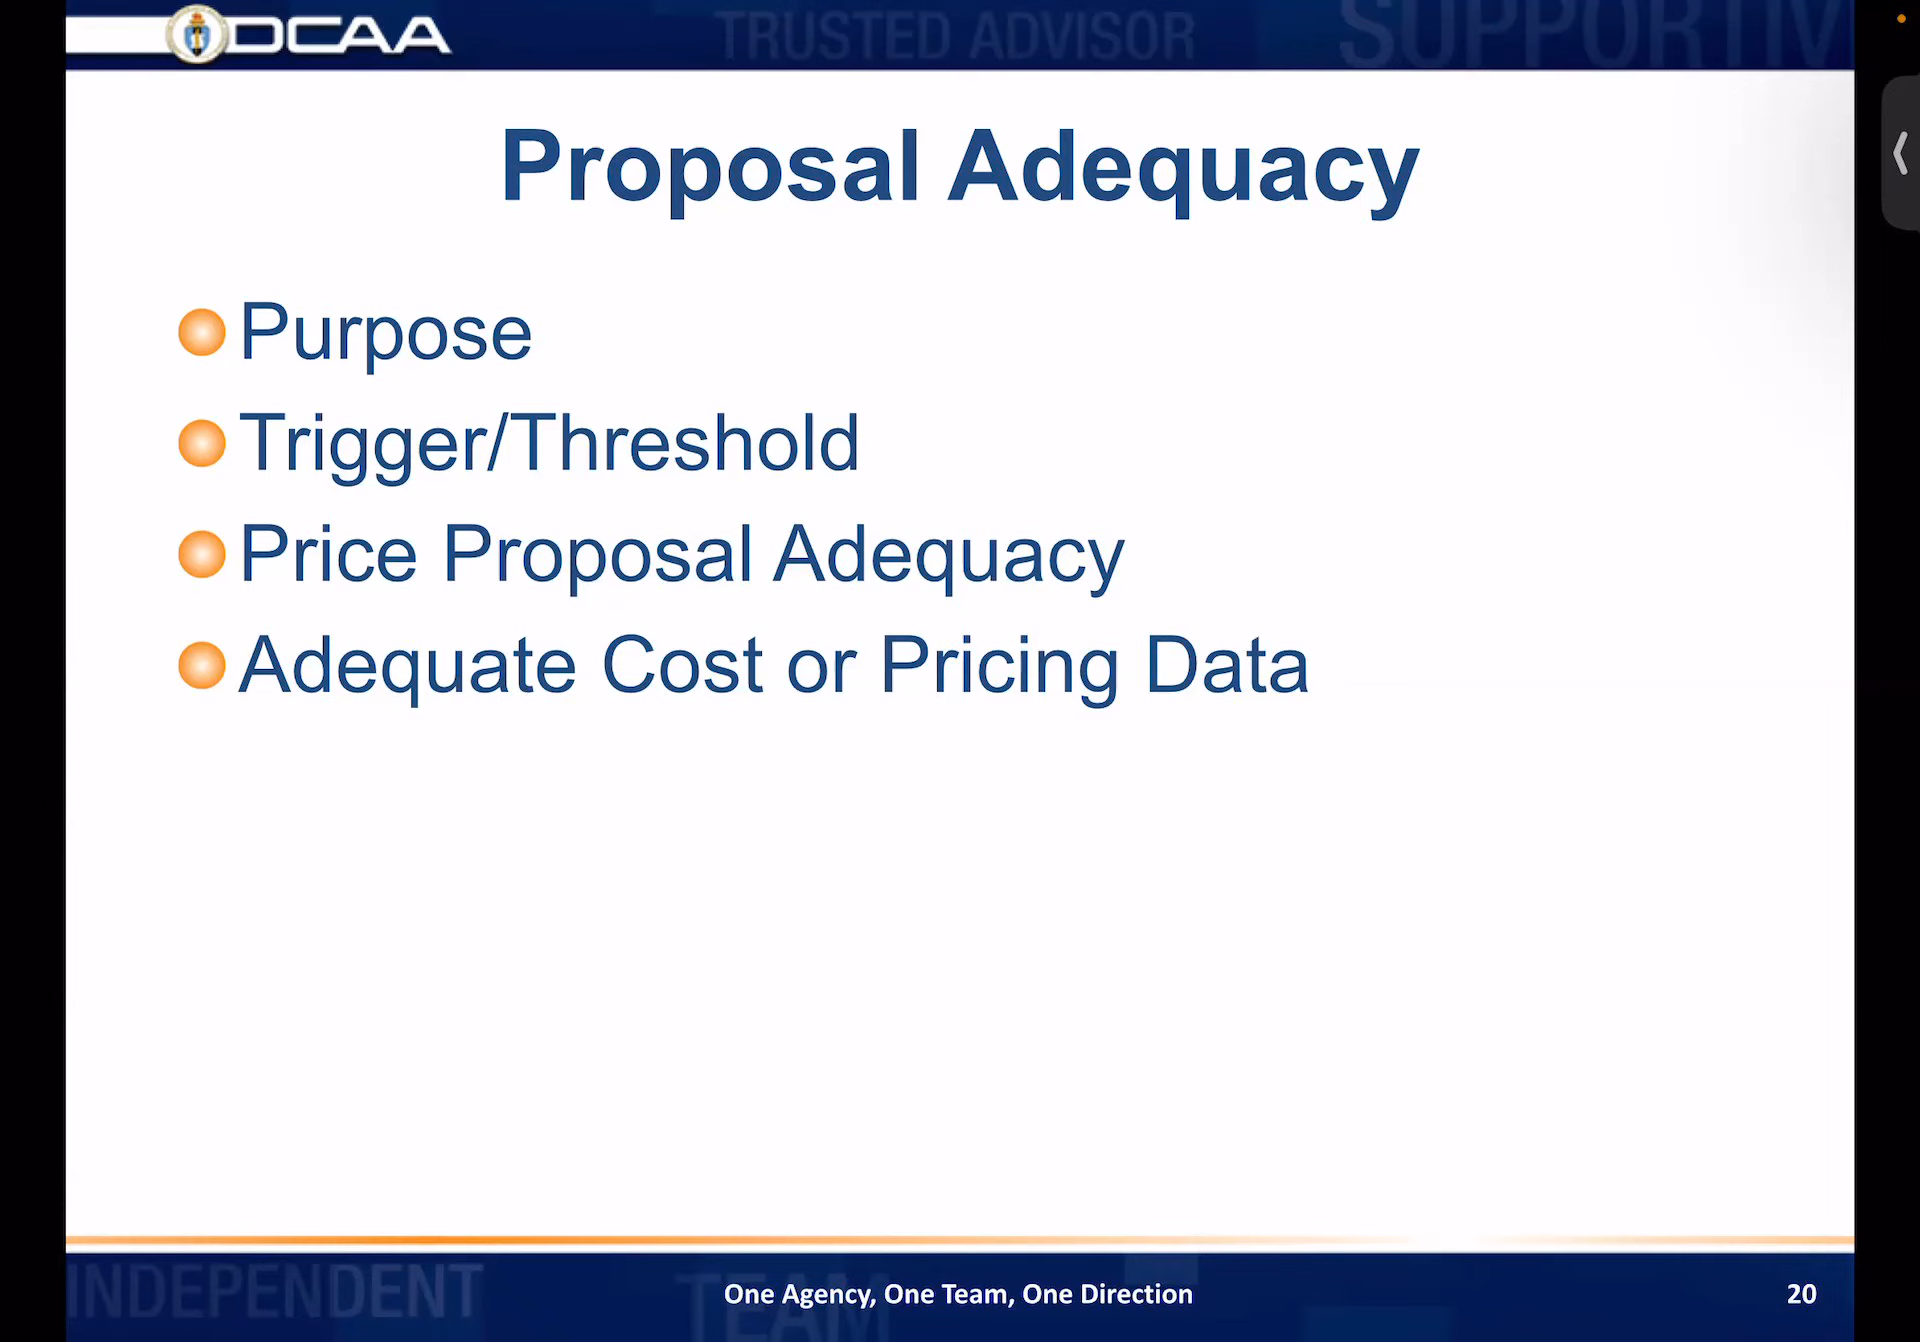 DCAA
TRUSTED ADVISOR
SUPPORTIV
Proposal Adequacy
Purpose
Trigger/Threshold
Price Proposal Adequacy
Adequate Cost or Pricing Data
INDEPENDENT
TEAM
One Agency, One Team, One Direction
20